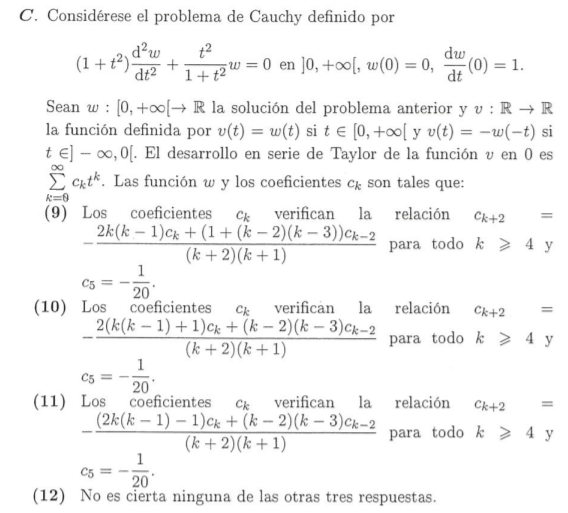 C. Considérese el problema de Cauchy definido por
(1 + t²) d²w/dt² + t²/(1 + t²) w = 0 en ]0, +∞[, w(0) = 0, dw/dt (0) = 1.
Sean w : [0, +∞[→ ℝ la solución del problema anterior y v : ℝ → ℝ
la función definida por v(t) = w(t) si t ∈ [0, +∞[ y v(t) = −w(−t) si
t ∈] − ∞, 0[. El desarrollo en serie de Taylor de la función v en 0 es
∑_{k=0}^{∞} c_k t^k. Las función w y los coeficientes c_k son tales que:
(9) Los coeficientes c_k verifican la relación c_{k+2} =
−(2k(k − 1)c_k + (1 + (k − 2)(k − 3))c_{k−2})/((k + 2)(k + 1)) para todo k ⩾ 4 y
c_5 = −1/20.
(10) Los coeficientes c_k verifican la relación c_{k+2} =
−(2(k(k − 1) + 1)c_k + (k − 2)(k − 3)c_{k−2})/((k + 2)(k + 1)) para todo k ⩾ 4 y
c_5 = −1/20.
(11) Los coeficientes c_k verifican la relación c_{k+2} =
−((2k(k − 1) − 1)c_k + (k − 2)(k − 3)c_{k−2})/((k + 2)(k + 1)) para todo k ⩾ 4 y
c_5 = −1/20.
(12) No es cierta ninguna de las otras tres respuestas.